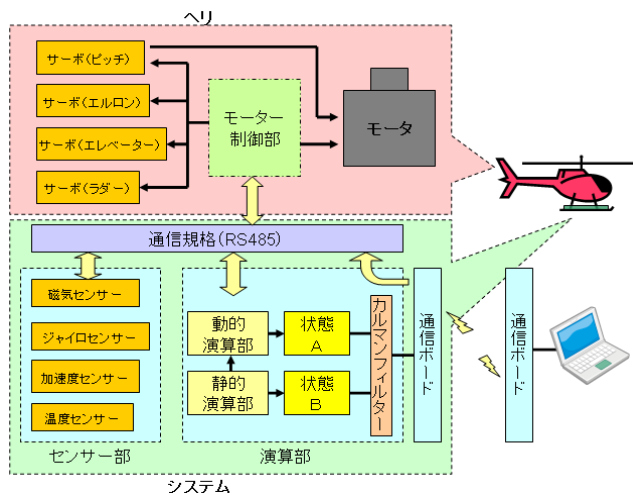 ヘリ
サーボ(ピッチ)
サーボ(エルロン)
サーボ(エレベーター)
サーボ(ラダー)
モーター
制御部
モータ
通信規格(RS485)
磁気センサー
ジャイロセンサー
加速度センサー
温度センサー
センサー部
動的
演算部
静的
演算部
状態
A
状態
B
カルマンフィルター
演算部
通信ボード
通信ボード
システム